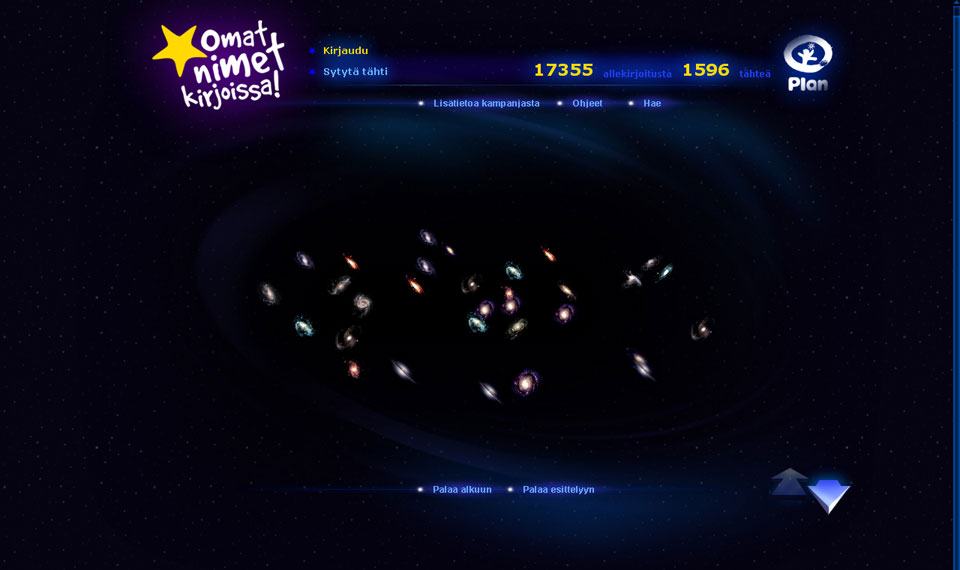 Omat
nimet
kirjoissa!
Kirjaudu
Sytytä tähti
17355 allekirjoitusta 1596 tähteä
Plan
Lisätietoa kampanjasta Ohjeet Hae
Palaa alkuun Palaa esittelyyn